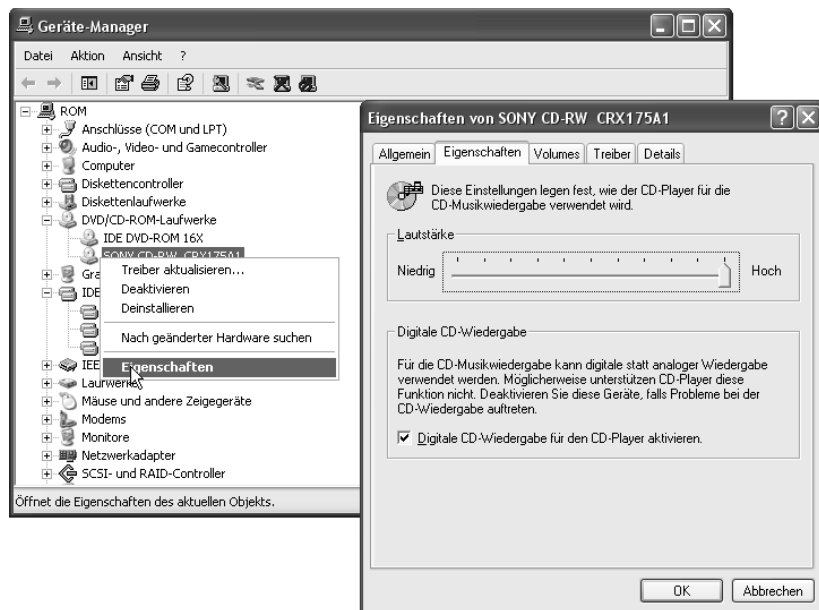 Geräte-Manager
Datei Aktion Ansicht ?
ROM
Anschlüsse (COM und LPT)
Audio-, Video- und Gamecontroller
Computer
Diskettencontroller
Diskettenlaufwerke
DVD/CD-ROM-Laufwerke
IDE DVD-ROM 16X
SONY CD-RW CRX175A1
Gra
IDE
IEE
Laufwerke
Mäuse und andere Zeigegeräte
Modems
Monitore
Netzwerkadapter
SCSI- und RAID-Controller
Öffnet die Eigenschaften des aktuellen Objekts.
Treiber aktualisieren...
Deaktivieren
Deinstallieren
Nach geänderter Hardware suchen
Eigenschaften
Eigenschaften von SONY CD-RW CRX175A1
Allgemein Eigenschaften Volumes Treiber Details
Diese Einstellungen legen fest, wie der CD-Player für die
CD-Musikwiedergabe verwendet wird.
Lautstärke
Niedrig Hoch
Digitale CD-Wiedergabe
Für die CD-Musikwiedergabe kann digitale statt analoger Wiedergabe
verwendet werden. Möglicherweise unterstützen CD-Player diese
Funktion nicht. Deaktivieren Sie diese Geräte, falls Probleme bei der
CD-Wiedergabe auftreten.
Digitale CD-Wiedergabe für den CD-Player aktivieren.
OK Abbrechen